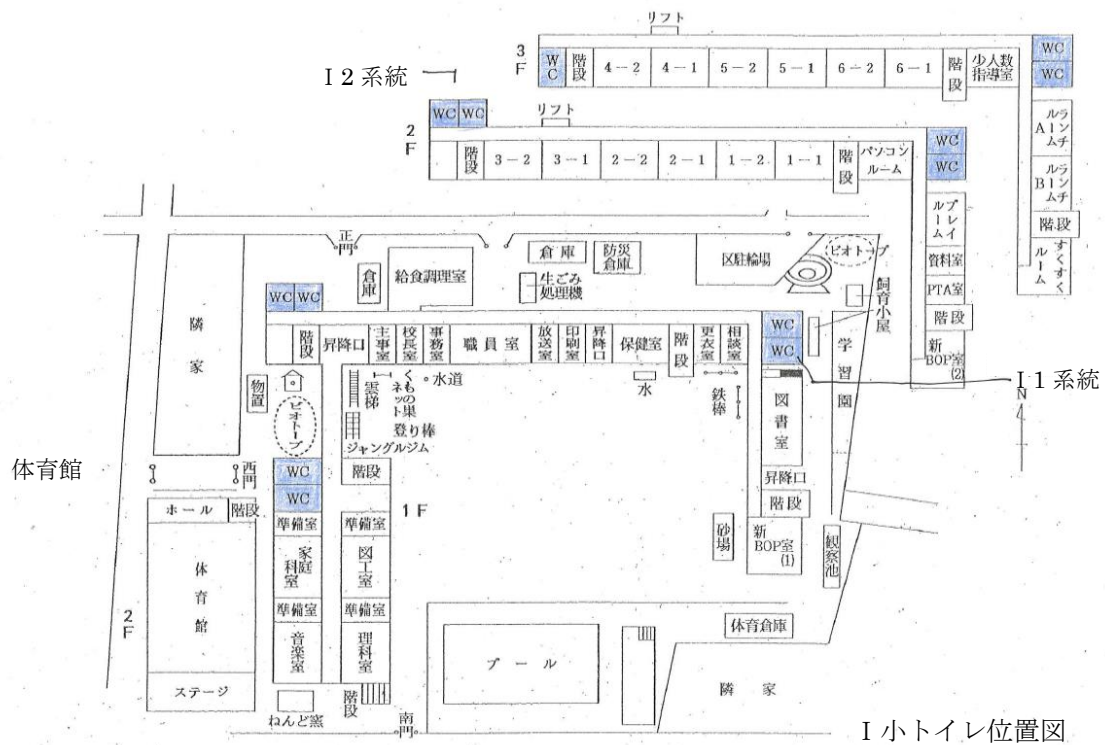 リフト
3F
WC
階段
4－2
4－1
5－2
5－1
6－2
6－1
階段
少人数指導室
WC
WC
Ⅰ2系統
WC
WC
リフト
2F
階段
3－2
3－1
2－2
2－1
1－2
1－1
階段
パソコンルーム
WC
WC
ランチルームA
ランチルームB
階段
すくすくルーム
プレイルーム
資料室
PTA室
階段
新BOP室(2)
正門
倉庫
給食調理室
倉庫
生ごみ処理機
防災倉庫
区駐輪場
ビオトープ
飼育小屋
隣家
WC
WC
階段
昇降口
主事室
校長室
事務室
職員室
放送室
印刷室
昇降口
保健室
階段
更衣室
相談室
WC
WC
学習園
Ⅰ1系統
N
物置
ビオトープ
雲梯
くもの巣ネット
水道
登り棒
ジャングルジム
水
鉄棒
図書室
昇降口
階段
新BOP室(1)
砂場
観察池
体育館
西門
WC
WC
階段
1F
ホール
階段
準備室
準備室
家庭科室
図工室
体育館
2F
準備室
準備室
音楽室
理科室
ステージ
ねんど窯
階段
南門
プール
体育倉庫
隣家
Ⅰ小トイレ位置図